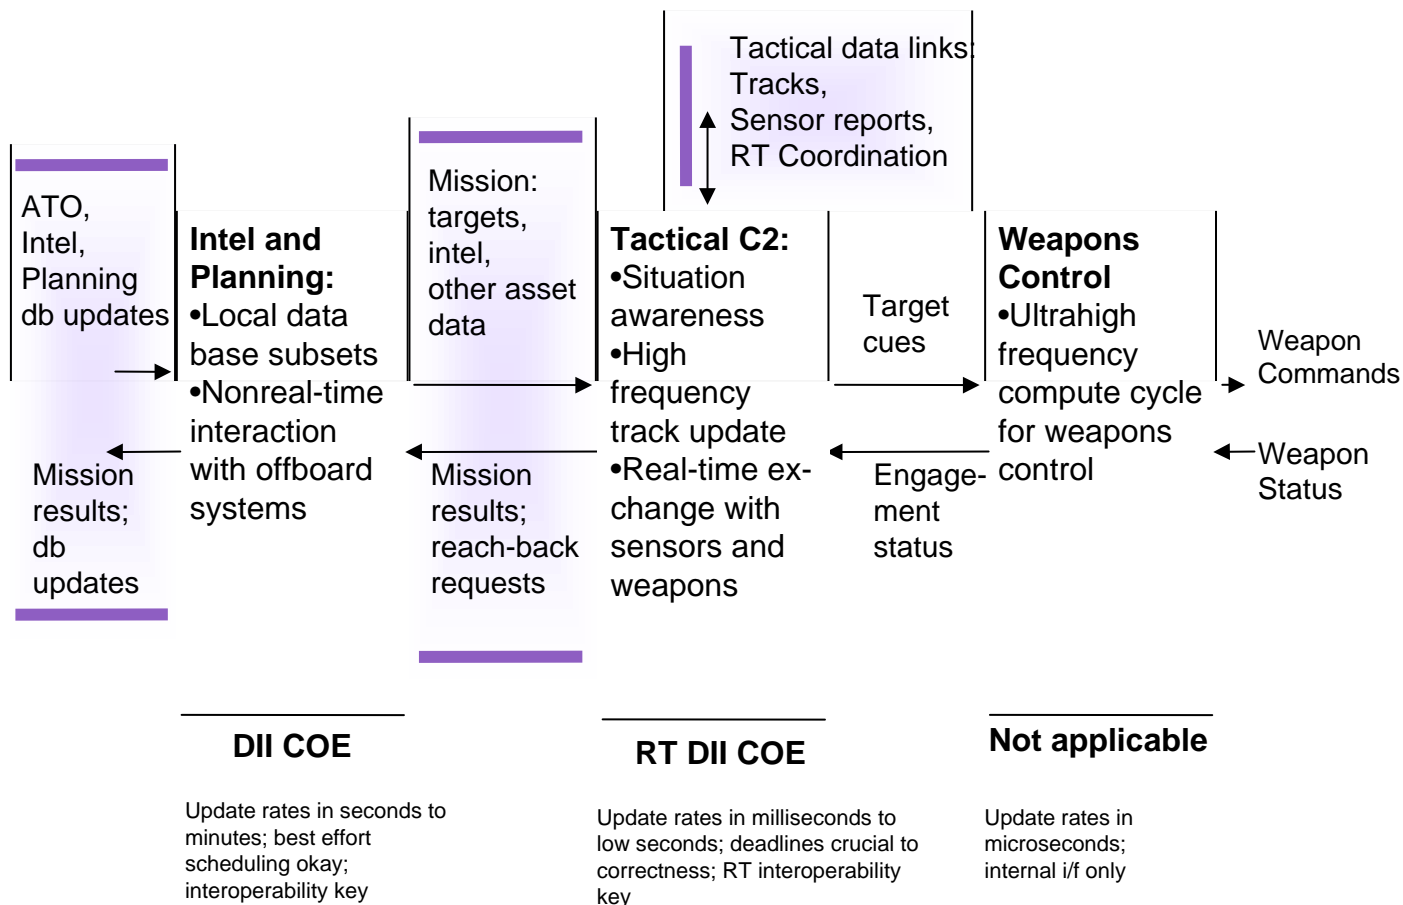 Tactical data links:
Tracks,
Sensor reports,
RT Coordination
ATO,
Intel,
Planning
db updates
Mission
results;
db
updates
Intel and
Planning:
•Local data
base subsets
•Nonreal-time
interaction
with offboard
systems
Mission:
targets,
intel,
other asset
data
Mission
results;
reach-back
requests
Tactical C2:
•Situation
awareness
•High
frequency
track update
•Real-time ex-
change with
sensors and
weapons
Target
cues
Engage-
ment
status
Weapons
Control
•Ultrahigh
frequency
compute cycle
for weapons
control
Weapon
Commands
Weapon
Status
DII COE
Update rates in seconds to
minutes; best effort
scheduling okay;
interoperability key
RT DII COE
Update rates in milliseconds to
low seconds; deadlines crucial to
correctness; RT interoperability
key
Not applicable
Update rates in
microseconds;
internal i/f only